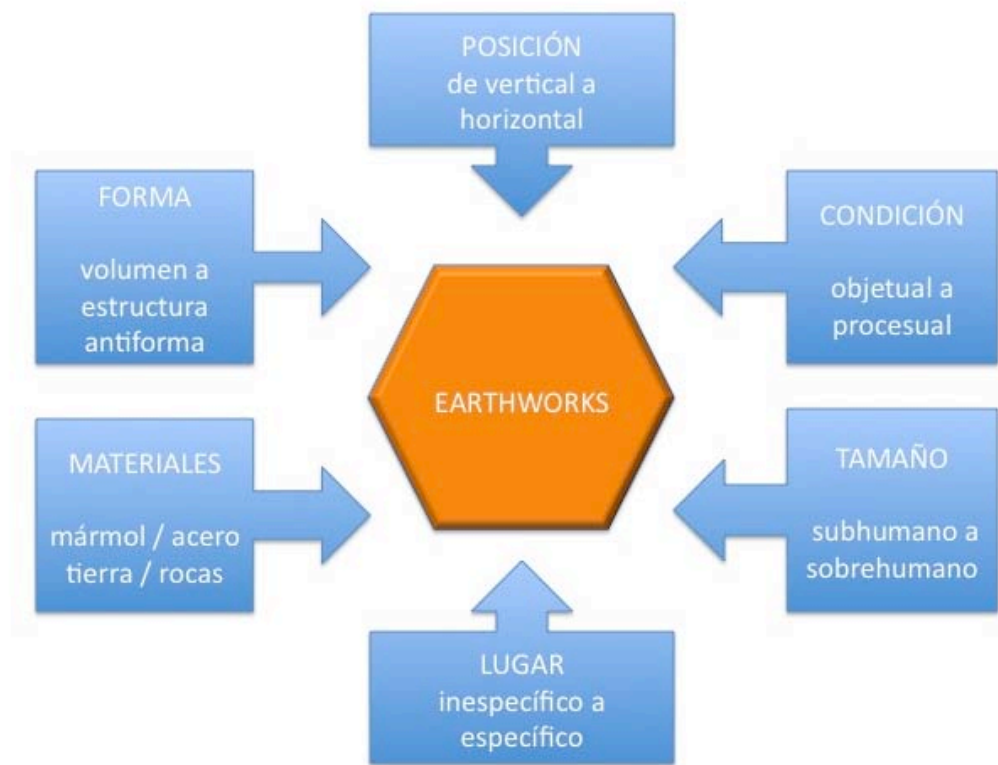 POSICIÓN
de vertical a
horizontal
FORMA
volumen a
estructura
antiforma
CONDICIÓN
objetual a
procesual
EARTHWORKS
MATERIALES
mármol / acero
tierra / rocas
TAMAÑO
subhumano a
sobrehumano
LUGAR
inespecífico a
específico